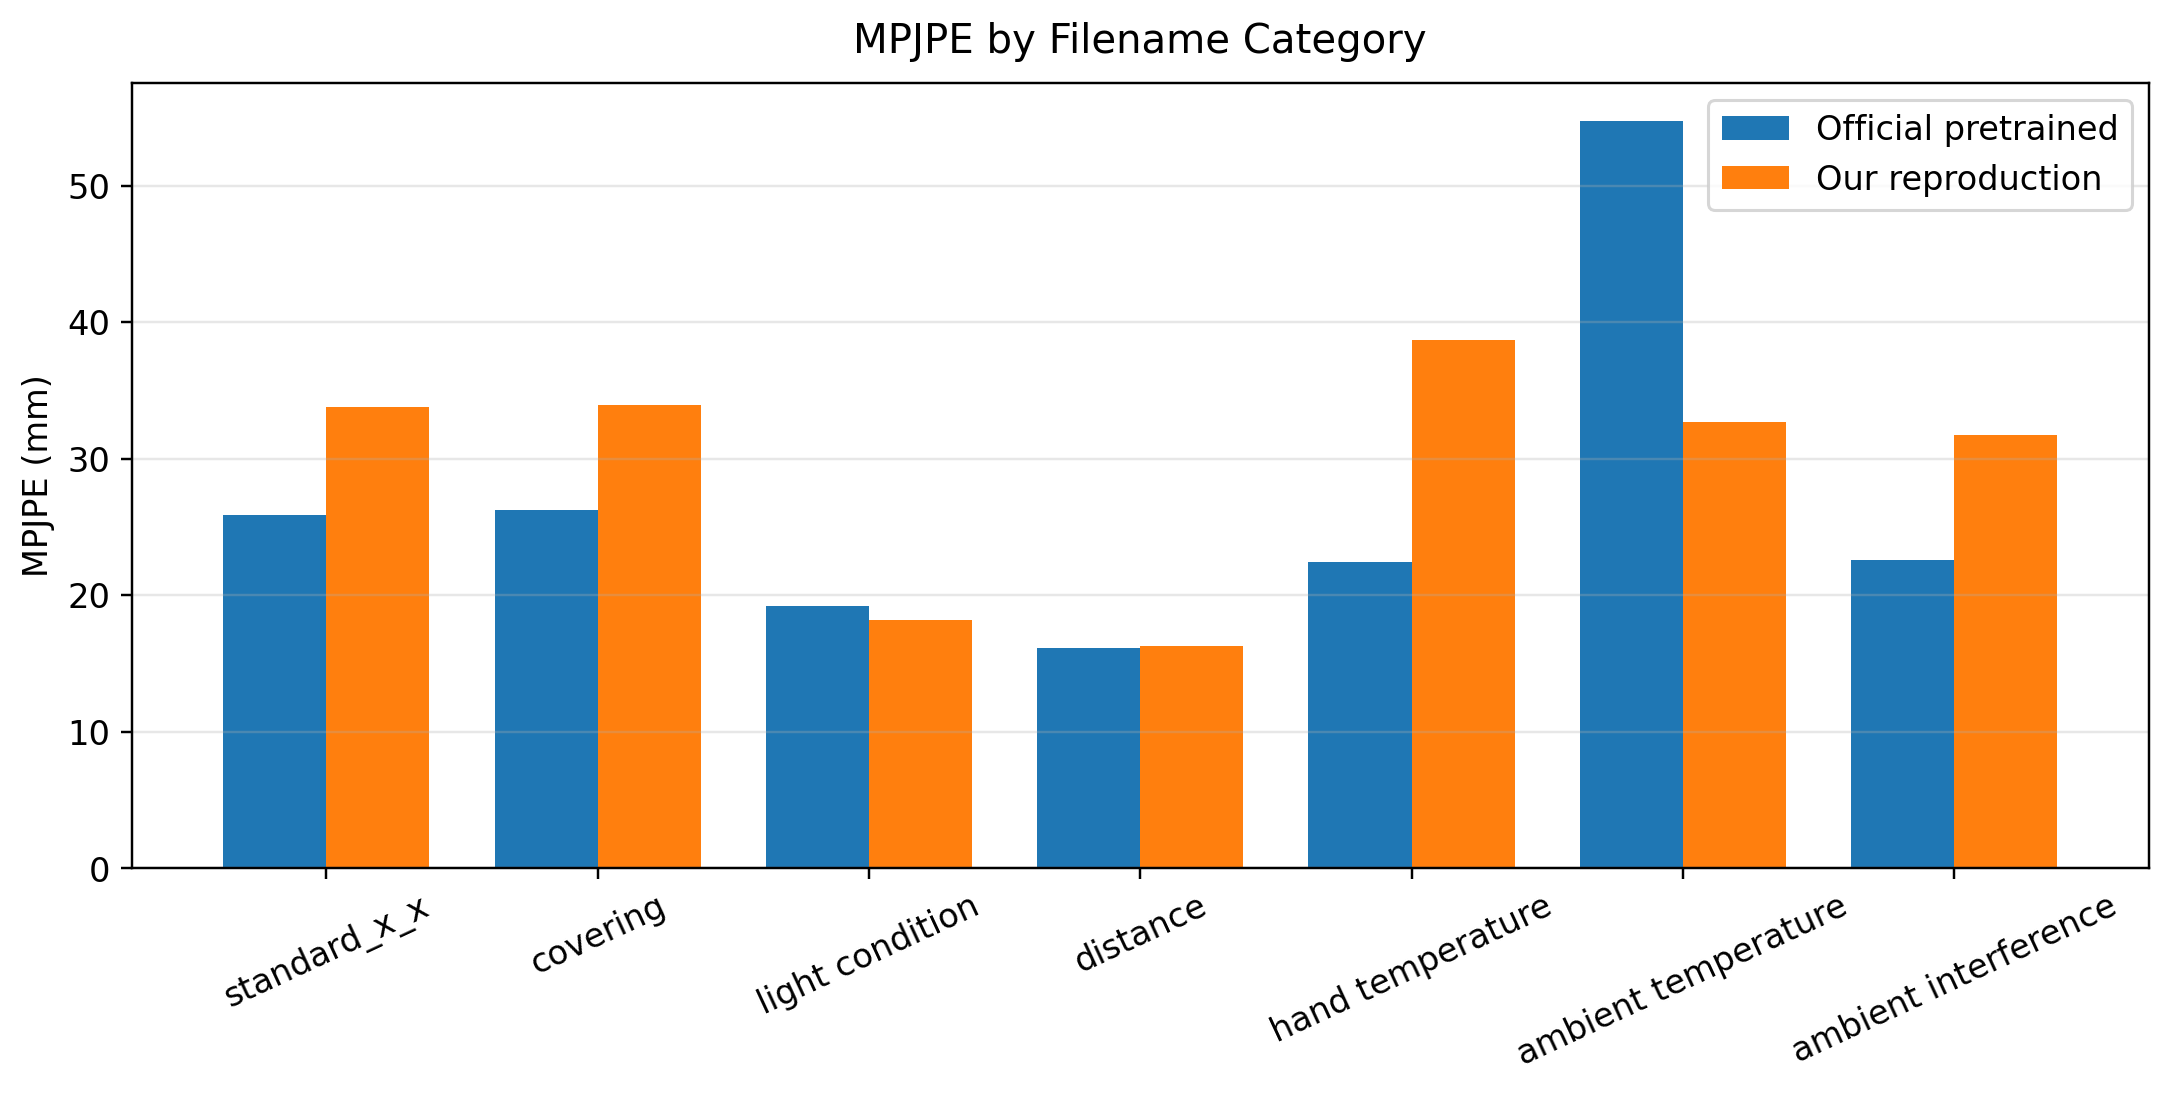 MPJPE by Filename Category
Official pretrained
Our reproduction
MPJPE (mm)
50
40
30
20
10
0
standard_x_x
covering
light condition
distance
hand temperature
ambient temperature
ambient interference